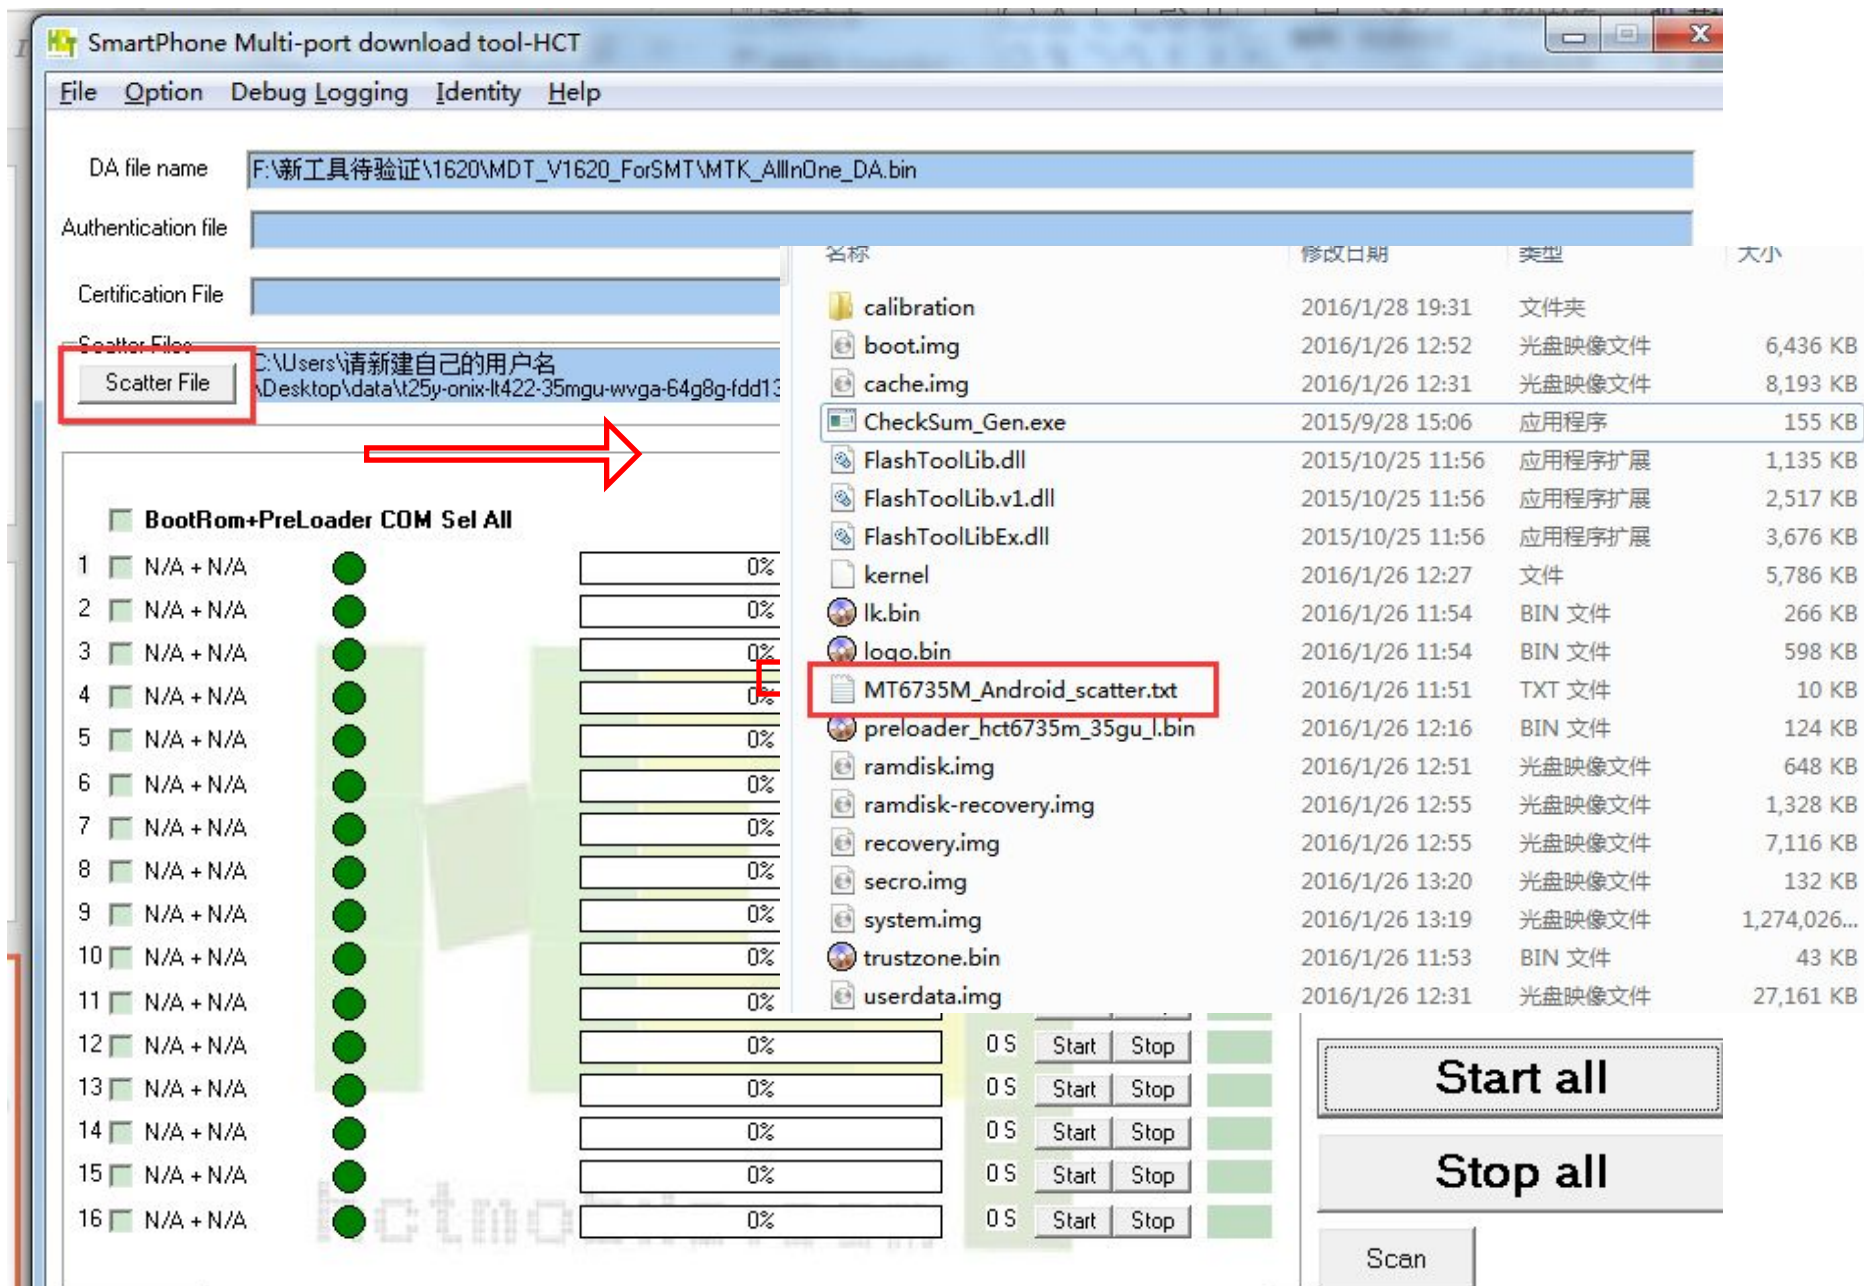 SmartPhone Multi-port download tool-HCT
File Option Debug Logging Identity Help
DA file name F:\新工具待验证\1620\MDT_V1620_ForSMT\MTK_AllInOne_DA.bin
Authentication file
Certification File
Scatter Files
Scatter File
C:\Users\请新建自己的用户名
\Desktop\data\t25y-onix-lt422-35mgu-wvga-64g8g-fdd13
名称 修改日期 类型 大小
calibration 2016/1/28 19:31 文件夹
boot.img 2016/1/26 12:52 光盘映像文件 6,436 KB
cache.img 2016/1/26 12:31 光盘映像文件 8,193 KB
CheckSum_Gen.exe 2015/9/28 15:06 应用程序 155 KB
FlashToolLib.dll 2015/10/25 11:56 应用程序扩展 1,135 KB
FlashToolLib.v1.dll 2015/10/25 11:56 应用程序扩展 2,517 KB
FlashToolLibEx.dll 2015/10/25 11:56 应用程序扩展 3,676 KB
kernel 2016/1/26 12:27 文件 5,786 KB
lk.bin 2016/1/26 11:54 BIN 文件 266 KB
logo.bin 2016/1/26 11:54 BIN 文件 598 KB
MT6735M_Android_scatter.txt 2016/1/26 11:51 TXT 文件 10 KB
preloader_hct6735m_35gu_l.bin 2016/1/26 12:16 BIN 文件 124 KB
ramdisk.img 2016/1/26 12:51 光盘映像文件 648 KB
ramdisk-recovery.img 2016/1/26 12:55 光盘映像文件 1,328 KB
recovery.img 2016/1/26 12:55 光盘映像文件 7,116 KB
secro.img 2016/1/26 13:20 光盘映像文件 132 KB
system.img 2016/1/26 13:19 光盘映像文件 1,274,026...
trustzone.bin 2016/1/26 11:53 BIN 文件 43 KB
userdata.img 2016/1/26 12:31 光盘映像文件 27,161 KB
BootRom+PreLoader COM Sel All
1 N/A + N/A 0%
2 N/A + N/A 0%
3 N/A + N/A 0%
4 N/A + N/A 0%
5 N/A + N/A 0%
6 N/A + N/A 0%
7 N/A + N/A 0%
8 N/A + N/A 0%
9 N/A + N/A 0%
10 N/A + N/A 0%
11 N/A + N/A 0%
12 N/A + N/A 0% 0 S Start Stop
13 N/A + N/A 0% 0 S Start Stop
14 N/A + N/A 0% 0 S Start Stop
15 N/A + N/A 0% 0 S Start Stop
16 N/A + N/A 0% 0 S Start Stop
Start all
Stop all
Scan